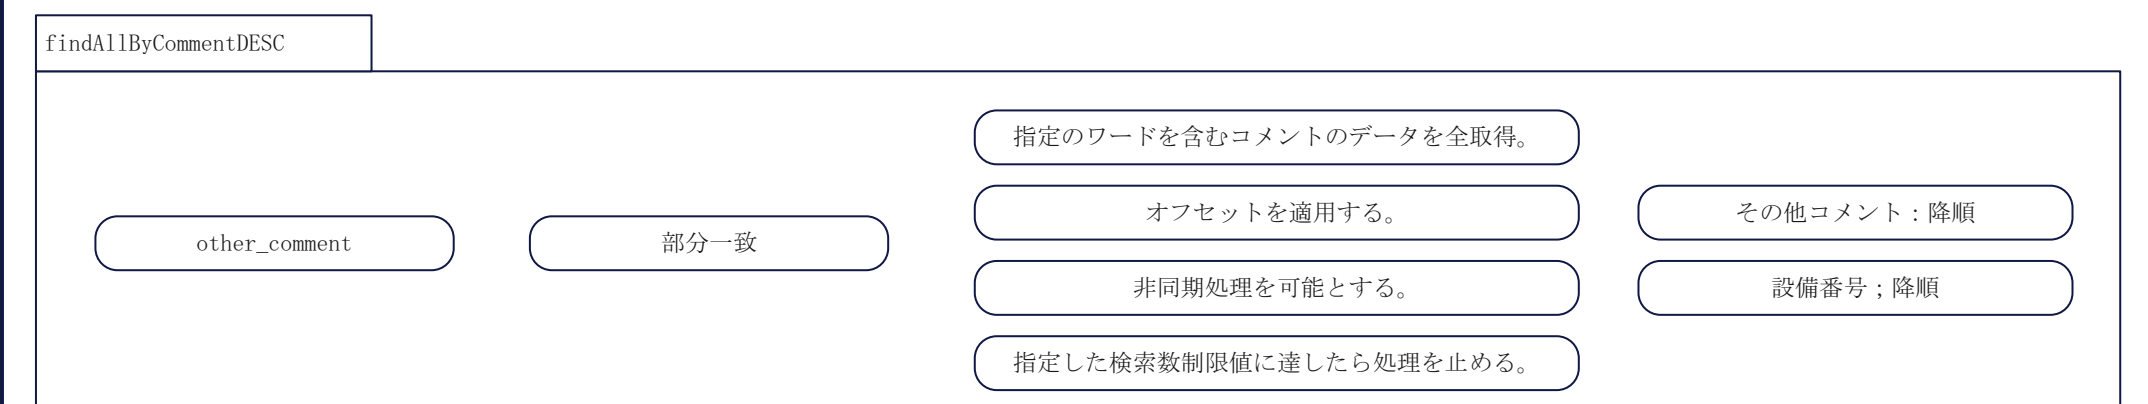 findAllByCommentDESC
other_comment
部分一致
指定のワードを含むコメントのデータを全取得。
オフセットを適用する。
非同期処理を可能とする。
指定した検索数制限値に達したら処理を止める。
その他コメント：降順
設備番号；降順